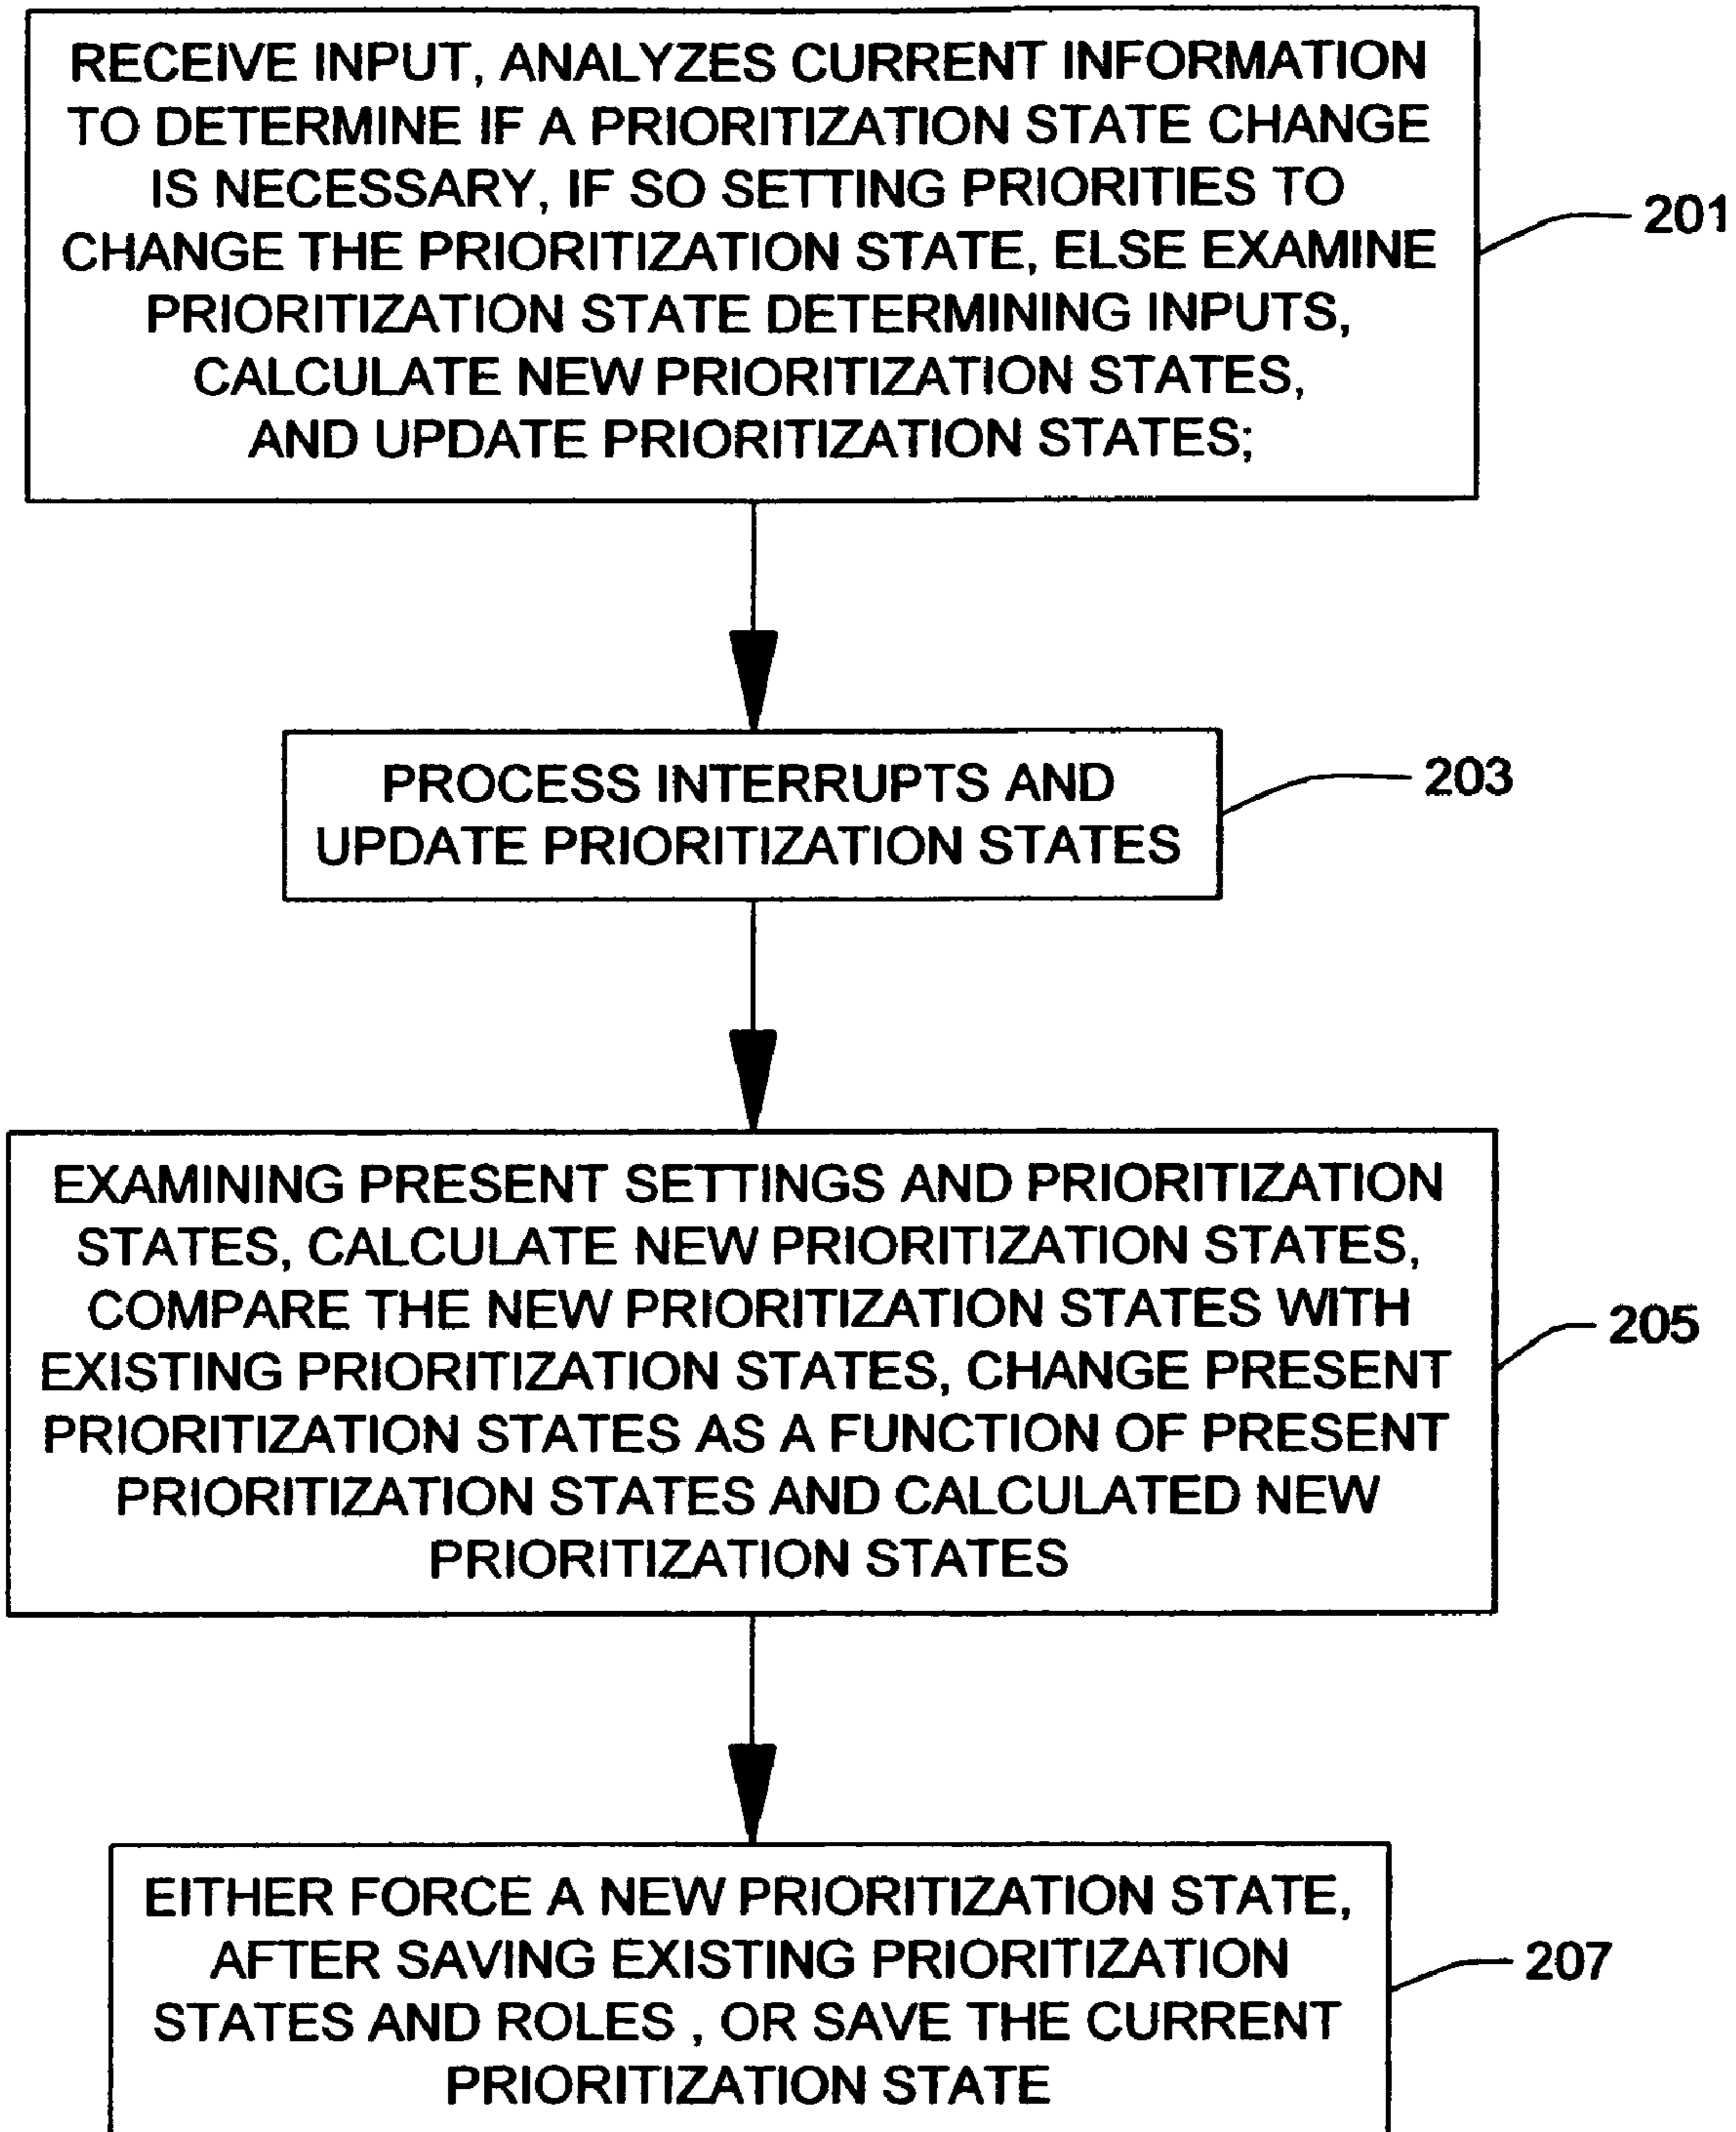 RECEIVE INPUT, ANALYZES CURRENT INFORMATION
TO DETERMINE IF A PRIORITIZATION STATE CHANGE
IS NECESSARY, IF SO SETTING PRIORITIES TO
CHANGE THE PRIORITIZATION STATE, ELSE EXAMINE
PRIORITIZATION STATE DETERMINING INPUTS,
CALCULATE NEW PRIORITIZATION STATES,
AND UPDATE PRIORITIZATION STATES;
201
PROCESS INTERRUPTS AND
UPDATE PRIORITIZATION STATES
203
EXAMINING PRESENT SETTINGS AND PRIORITIZATION
STATES, CALCULATE NEW PRIORITIZATION STATES,
COMPARE THE NEW PRIORITIZATION STATES WITH
EXISTING PRIORITIZATION STATES, CHANGE PRESENT
PRIORITIZATION STATES AS A FUNCTION OF PRESENT
PRIORITIZATION STATES AND CALCULATED NEW
PRIORITIZATION STATES
205
EITHER FORCE A NEW PRIORITIZATION STATE,
AFTER SAVING EXISTING PRIORITIZATION
STATES AND ROLES , OR SAVE THE CURRENT
PRIORITIZATION STATE
207